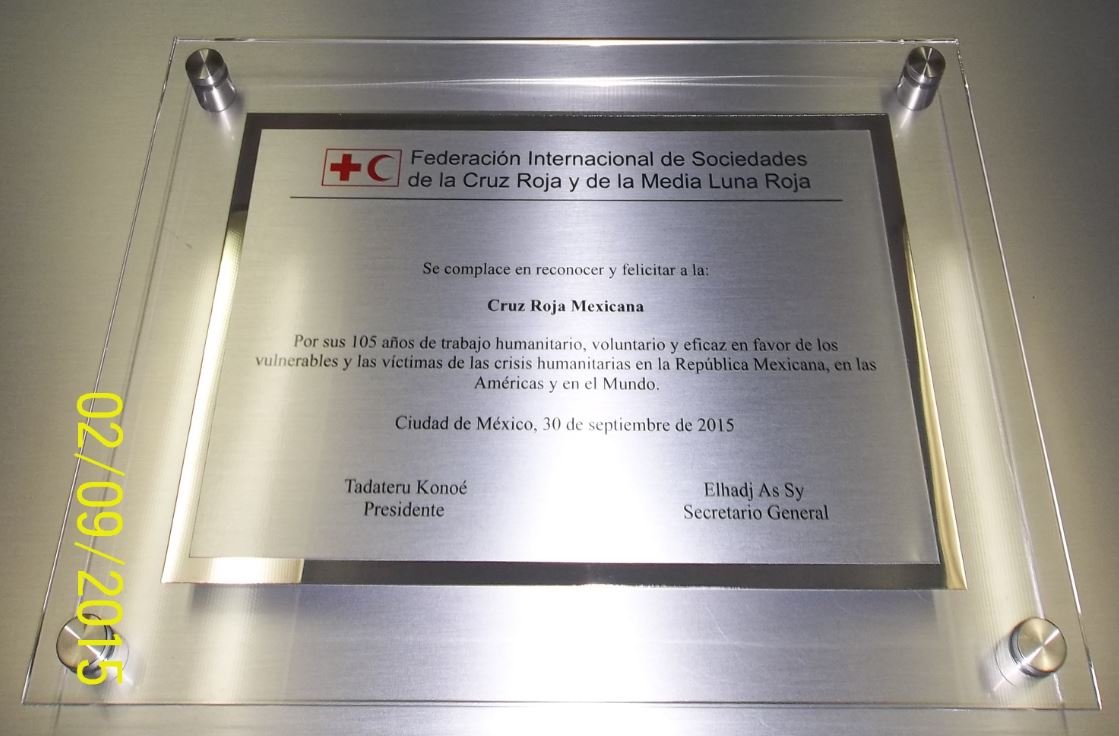 Federación Internacional de Sociedades
de la Cruz Roja y de la Media Luna Roja
Se complace en reconocer y felicitar a la:
Cruz Roja Mexicana
Por sus 105 años de trabajo humanitario, voluntario y eficaz en favor de los
vulnerables y las víctimas de las crisis humanitarias en la República Mexicana, en las
Américas y en el Mundo.
Ciudad de México, 30 de septiembre de 2015
Tadateru Konoé
Presidente
Elhadj As Sy
Secretario General
02/09/2015